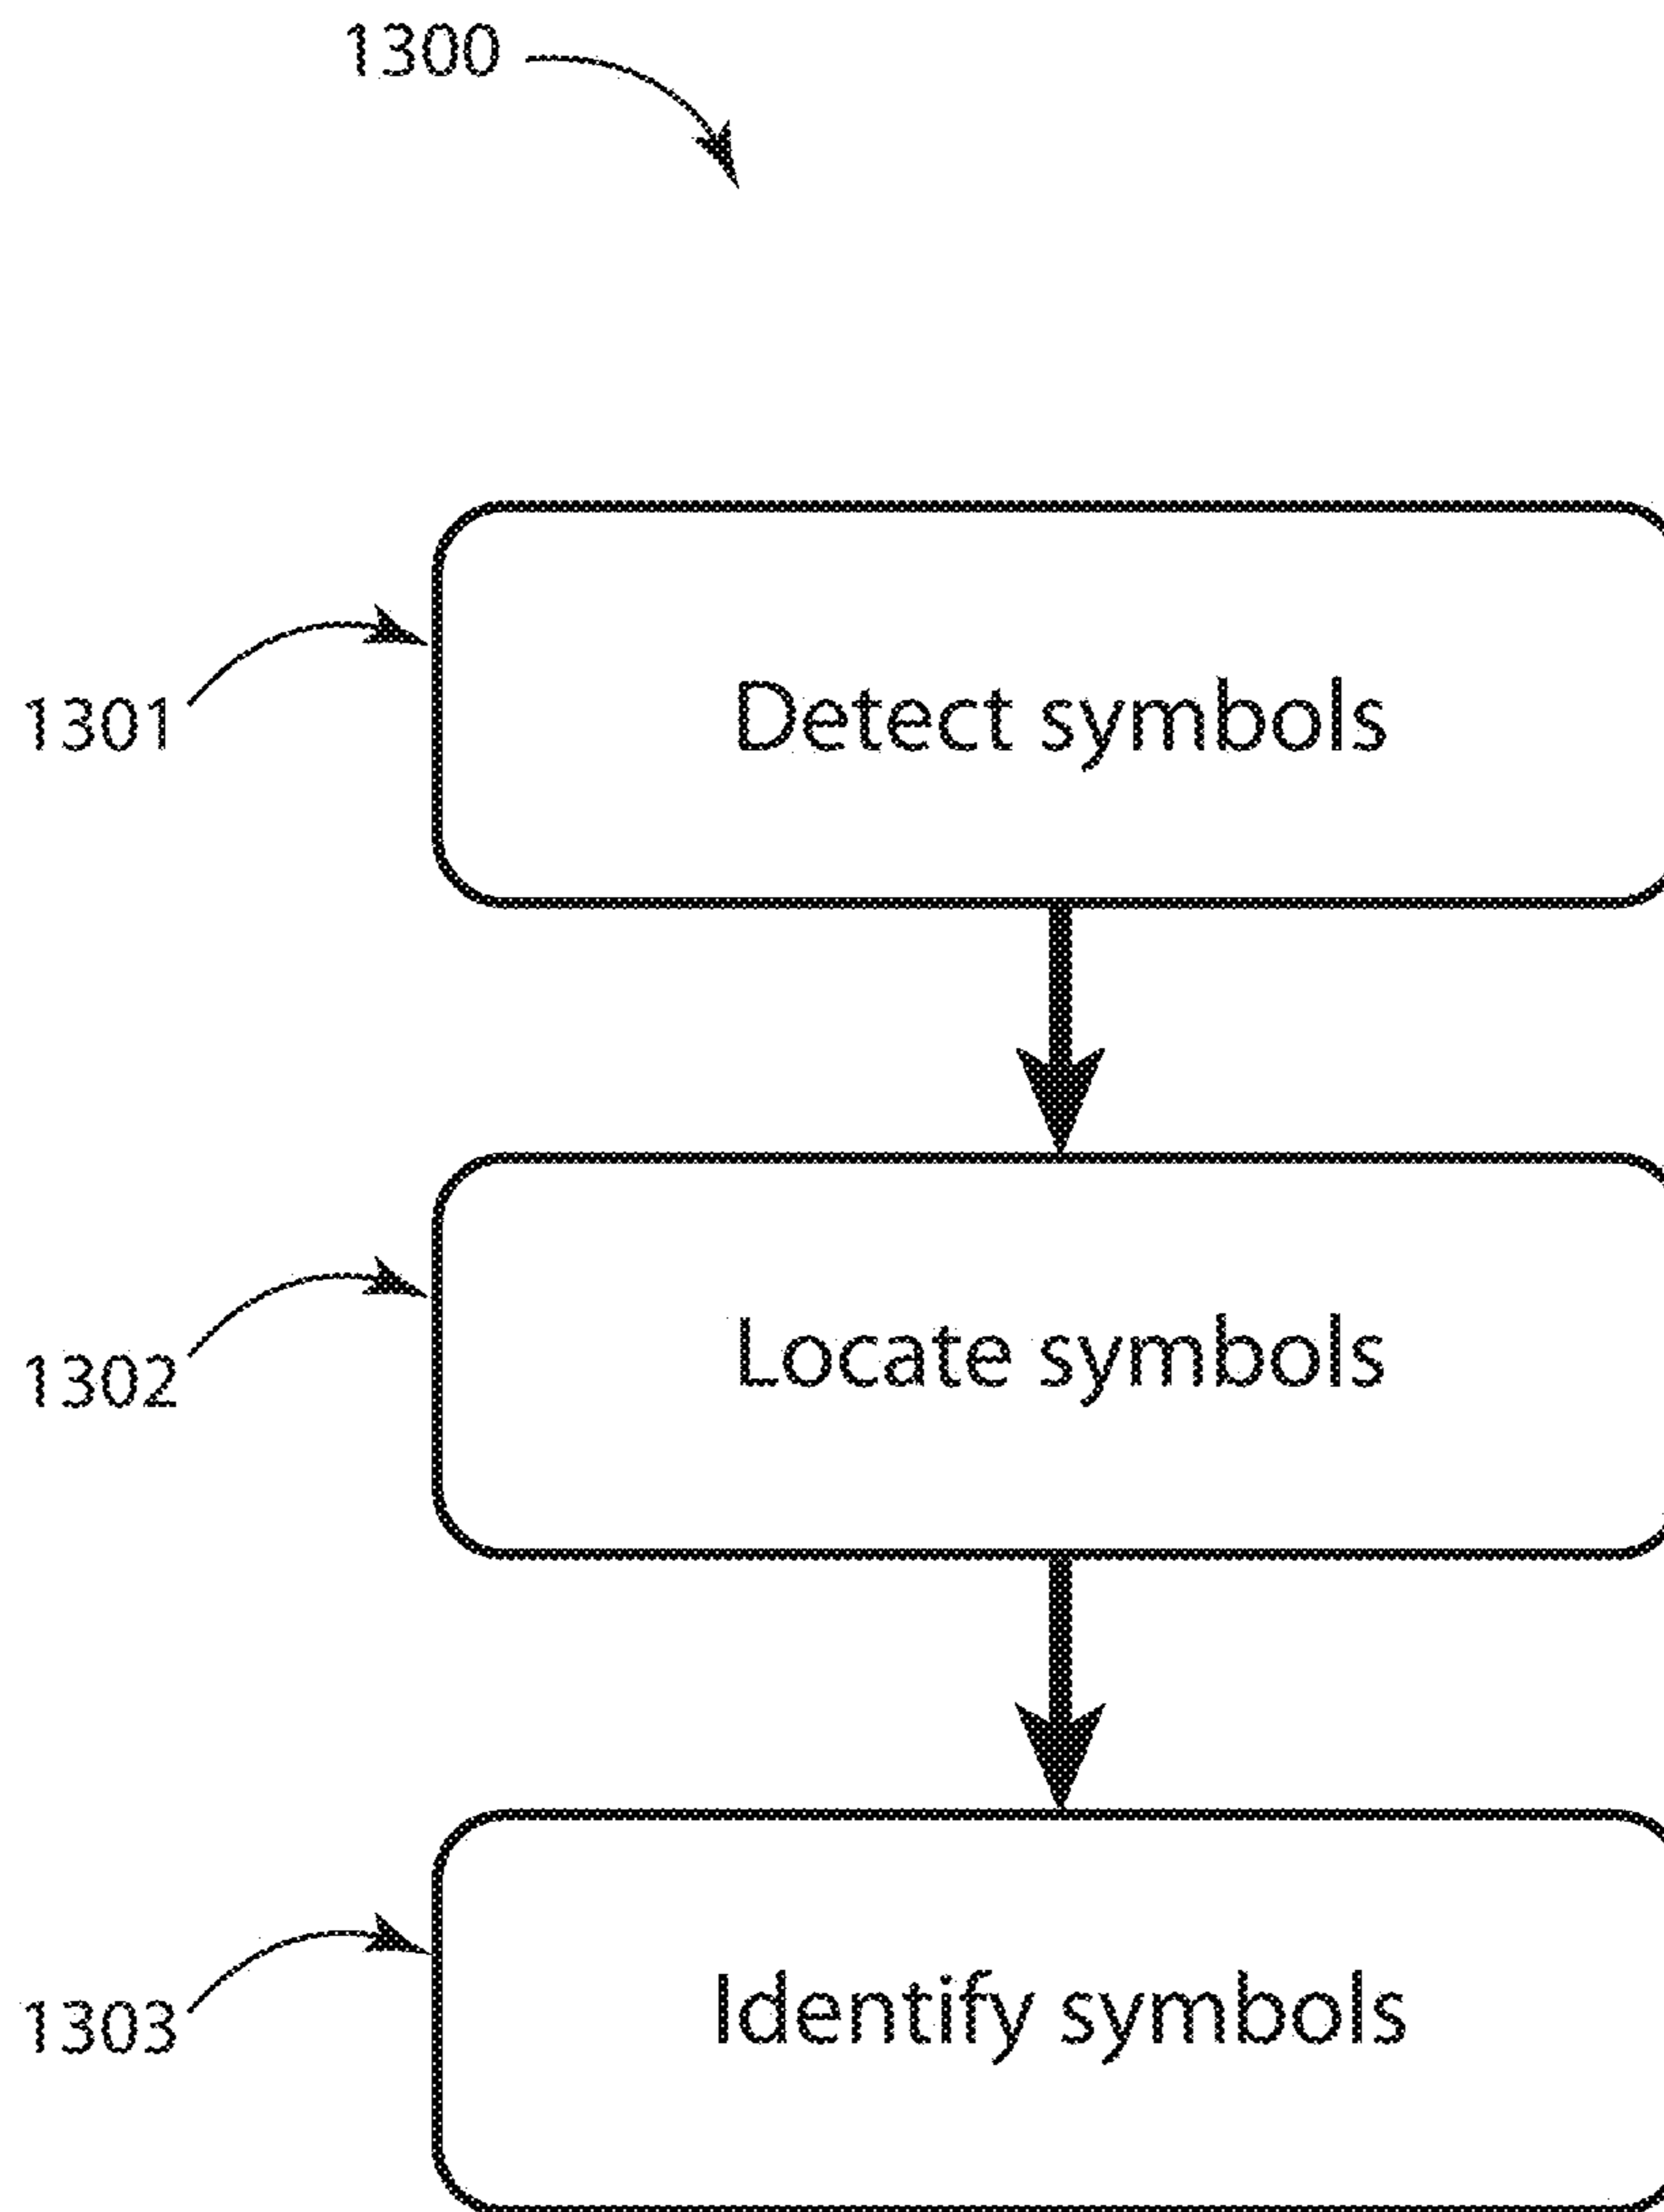 1300
1301
Detect symbols
1302
Locate symbols
1303
Identify symbols